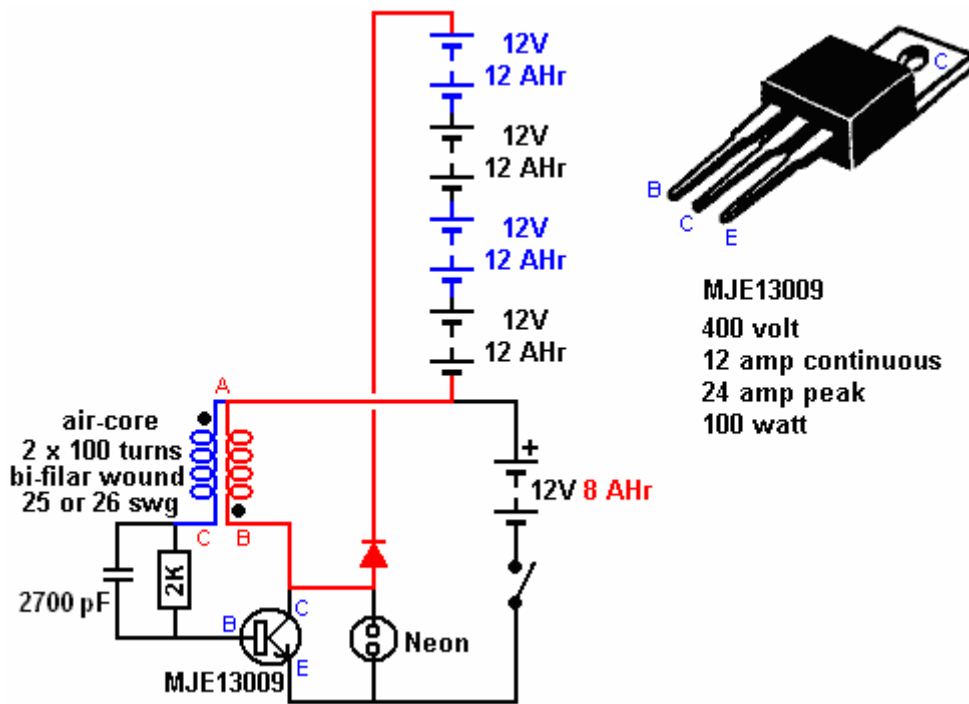 12V
12 AHr
12V
12 AHr
12V
12 AHr
12V
12 AHr
C
B
C
E
MJE13009
400 volt
12 amp continuous
24 amp peak
100 watt
A
air-core
2 x 100 turns
bi-filar wound
25 or 26 swg
C
B
+
12V 8 AHr
2700 pF
2K
B
C
E
MJE13009
Neon